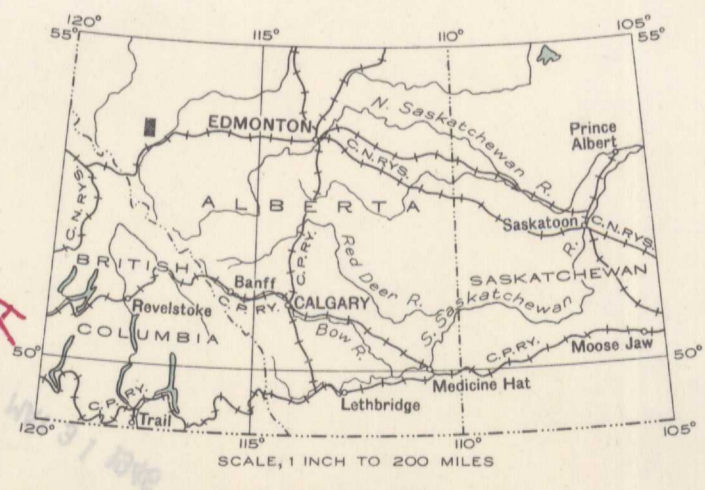 120°
115°
110°
105°
55°
55°
EDMONTON
N. Saskatchewan R.
Prince
Albert
C.N.RYS.
C.N.RYS.
ALBERTA
C.P.RY.
Saskatoon
C.N.RYS.
BRITISH
Red Deer R.
R.
SASKATCHEWAN
Banff
C.P.RY.
CALGARY
S. Saskatchewan
Revelstoke
Bow R.
COLUMBIA
C.P.RY.
Moose Jaw
50°
50°
Medicine Hat
C.P.RY.
Lethbridge
Trail
120°
115°
110°
105°
SCALE, 1 INCH TO 200 MILES